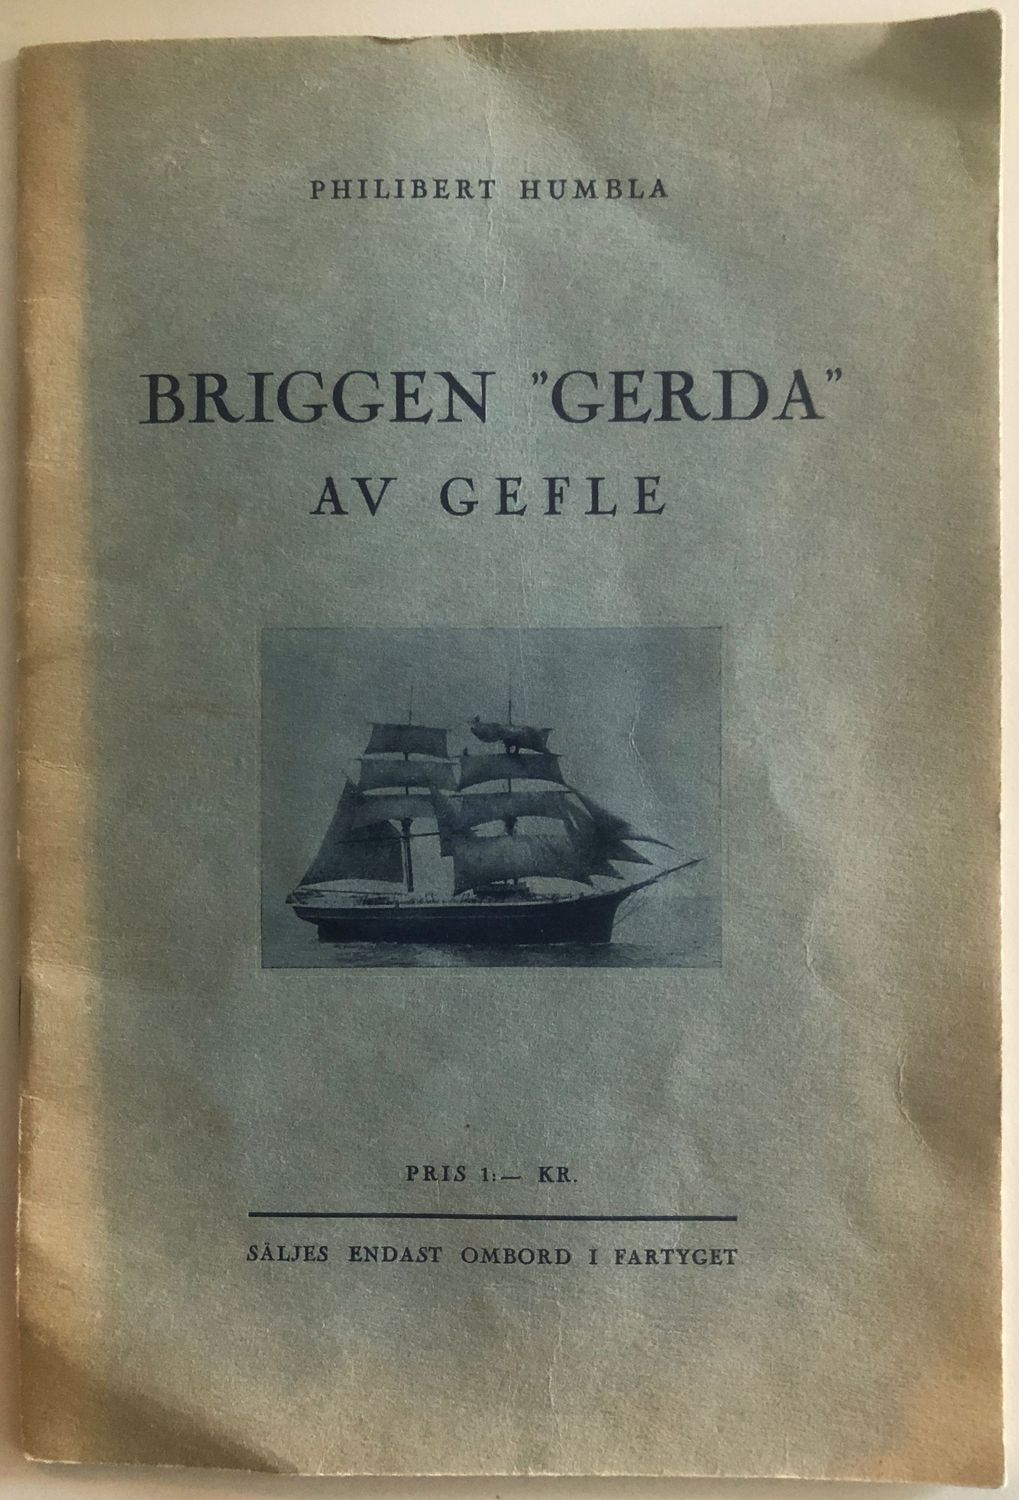 PHILIBERT HUMBLA
BRIGGEN ”GERDA”
AV GEFLE
PRIS 1:— KR.
SÄLJES ENDAST OMBORD I FARTYGET